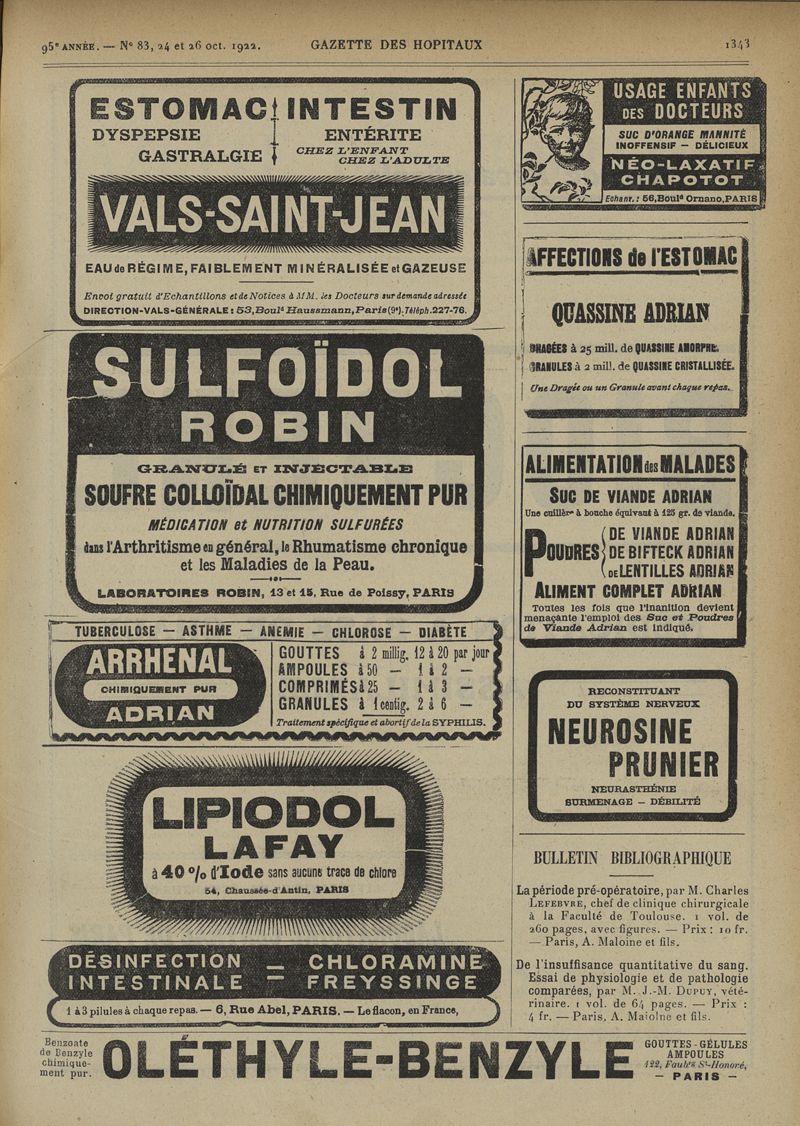 95e ANNÉE. — No 83, 24 et 26 oct. 1922.
GAZETTE DES HOPITAUX
1343
ESTOMAC INTESTIN
DYSPEPSIE
GASTRALGIE
ENTÉRITE
CHEZ L'ENFANT
CHEZ L'ADULTE
VALS-SAINT-JEAN
EAU de RÉGIME, FAIBLEMENT MINÉRALISÉE et GAZEUSE
Envoi gratuit d'Echantillons et de Notices à MM. les Docteurs sur demande adressée
DIRECTION-VALS-GÉNÉRALE : 53, Bould Haussmann, Paris (9e). Téléph. 227-76.
SULFOÏDOL
ROBIN
GRANULÉ ET INJECTABLE
SOUFRE COLLOÏDAL CHIMIQUEMENT PUR
MÉDICATION et NUTRITION SULFURÉES
dans l'Arthritisme en général, le Rhumatisme chronique
et les Maladies de la Peau.
LABORATOIRES ROBIN, 13 et 15, Rue de Poissy, PARIS
TUBERCULOSE — ASTHME — ANEMIE — CHLOROSE — DIABÈTE
ARRHÉNAL
CHIMIQUEMENT PUR
ADRIAN
GOUTTES à 2 millig. 12 à 20 par jour
AMPOULES à 50 — 1 à 2 —
COMPRIMÉS à 25 — 1 à 3 —
GRANULES à 1 centig. 2 à 6 —
Traitement spécifique et abortif de la SYPHILIS.
LIPIODOL
LAFAY
à 40 % d'Iode sans aucune trace de chlore
54, Chaussée-d'Antin, PARIS
DÉSINFECTION — CHLORAMINE
INTESTINALE — FREYSSINGE
1 à 3 pilules à chaque repas. — 6, Rue Abel, PARIS. — Le flacon, en France,
USAGE ENFANTS
DES DOCTEURS
SUC D'ORANGE MANNITÉ
INOFFENSIF — DÉLICIEUX
NÉO-LAXATIF
CHAPOTOT
Echant. : 56, Bould Ornano, PARIS
AFFECTIONS de l'ESTOMAC
QUASSINE ADRIAN
DRAGÉES à 25 mill. de QUASSINE AMORPHE.
GRANULES à 2 mill. de QUASSINE CRISTALLISÉE.
Une Dragée ou un Granule avant chaque repas.
ALIMENTATION des MALADES
SUC DE VIANDE ADRIAN
Une cuillère à bouche équivaut à 125 gr. de viande.
POUDRES
DE VIANDE ADRIAN
DE BIFTECK ADRIAN
DE LENTILLES ADRIAN
ALIMENT COMPLET ADRIAN
Toutes les fois que l'inanition devient
menaçante l'emploi des Suc et Poudres
de Viande Adrian est indiqué.
RECONSTITUANT
DU SYSTÈME NERVEUX
NEUROSINE
PRUNIER
NEURASTHÉNIE
SURMENAGE — DÉBILITÉ
BULLETIN BIBLIOGRAPHIQUE
La période pré-opératoire, par M. Charles
LEFEBVRE, chef de clinique chirurgicale
à la Faculté de Toulouse. 1 vol. de
260 pages, avec figures. — Prix : 10 fr.
— Paris, A. Maloine et fils.
De l'insuffisance quantitative du sang.
Essai de physiologie et de pathologie
comparées, par M. J.-M. DUPUY, vété-
rinaire. 1 vol. de 64 pages. — Prix :
4 fr. — Paris, A. Maloine et fils.
Benzoate
de Benzyle
chimique-
ment pur.
OLÉTHYLE-BENZYLE
GOUTTES - GÉLULES
AMPOULES
122, Faubg St-Honoré,
— PARIS —